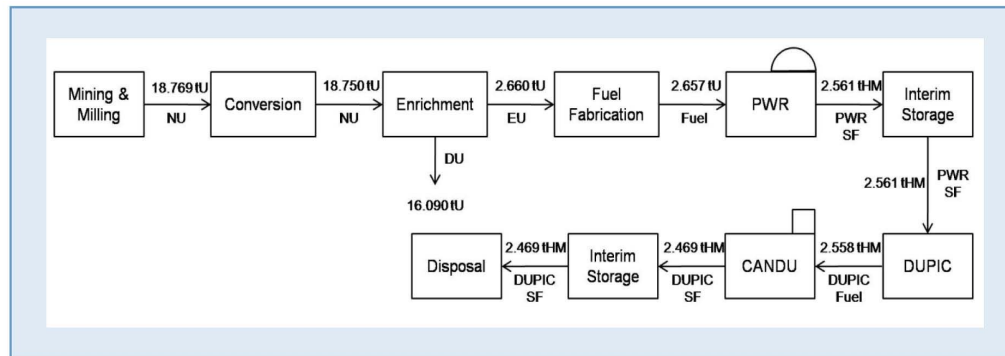 Mining &
Milling
18.769 tU
NU
Conversion
18.750 tU
NU
Enrichment
DU
16.090 tU
2.660 tU
EU
Fuel
Fabrication
2.657 tU
Fuel
PWR
2.561 tHM
PWR
SF
Interim
Storage
2.561 tHM
PWR
SF
DUPIC
2.558 tHM
DUPIC
Fuel
CANDU
2.469 tHM
DUPIC
SF
Interim
Storage
2.469 tHM
DUPIC
SF
Disposal